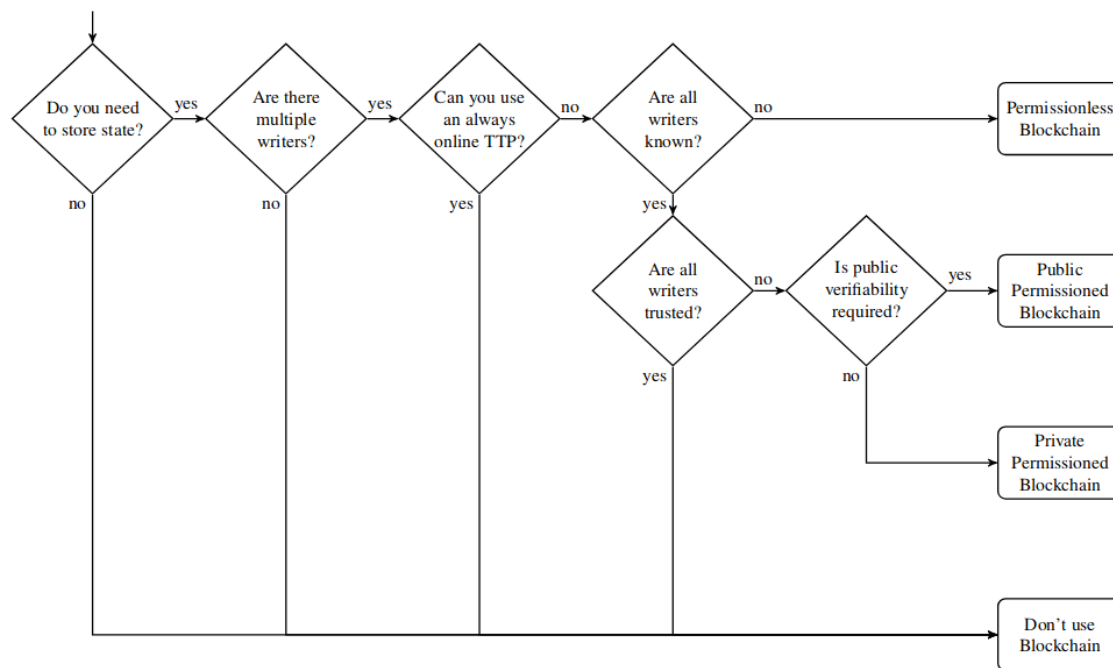 Do you need
to store state?
yes
no
Are there
multiple
writers?
yes
no
Can you use
an always
online TTP?
no
yes
Are all
writers
known?
no
yes
Permissionless
Blockchain
Are all
writers
trusted?
no
yes
Is public
verifiability
required?
yes
no
Public
Permissioned
Blockchain
Private
Permissioned
Blockchain
Don’t use
Blockchain